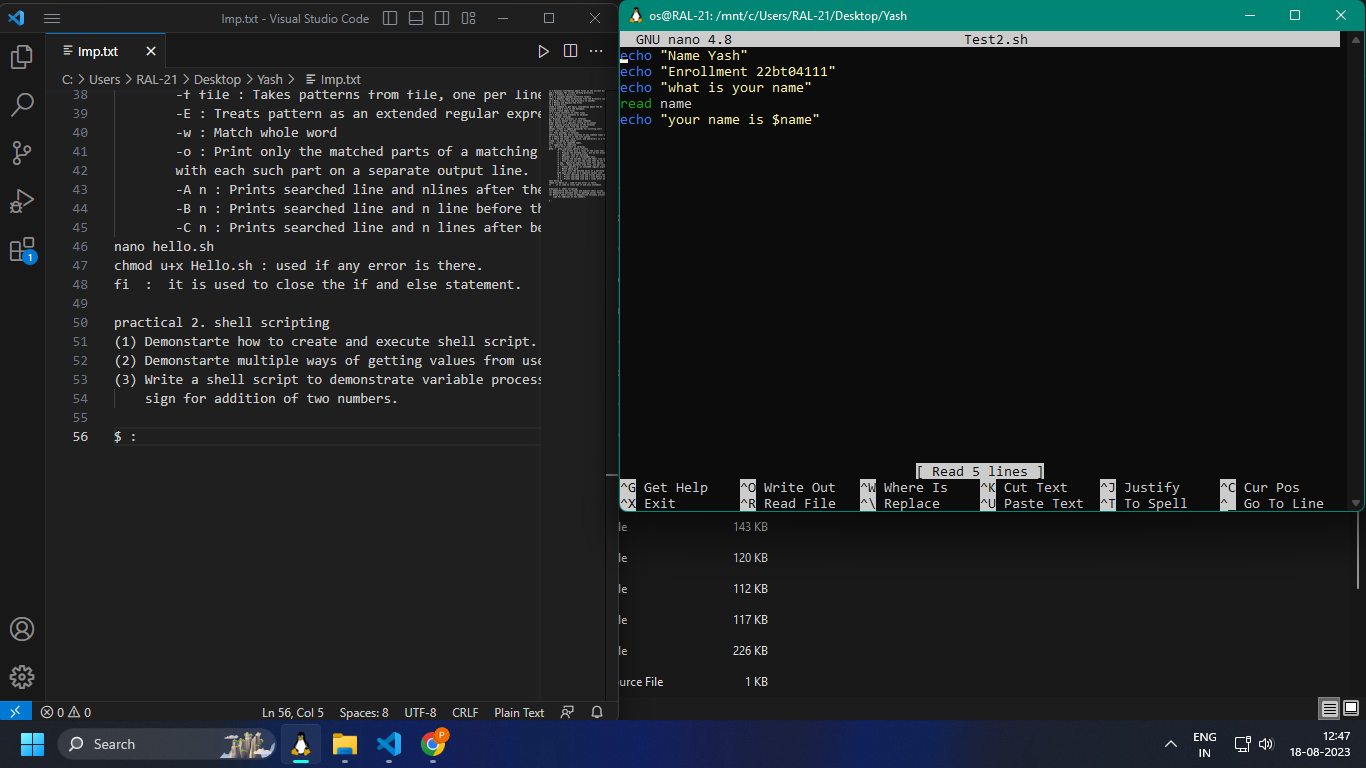 Imp.txt - Visual Studio Code
Imp.txt
C: > Users > RAL-21 > Desktop > Yash > Imp.txt
38 -f file : Takes patterns from file, one per line
39 -E : Treats pattern as an extended regular expre
40 -w : Match whole word
41 -o : Print only the matched parts of a matching
42 with each such part on a separate output line.
43 -A n : Prints searched line and nlines after the
44 -B n : Prints searched line and n line before th
45 -C n : Prints searched line and n lines after be
46 nano hello.sh
47 chmod u+x Hello.sh : used if any error is there.
48 fi  :  it is used to close the if and else statement.
49
50 practical 2. shell scripting
51 (1) Demonstarte how to create and execute shell script.
52 (2) Demonstarte multiple ways of getting values from use
53 (3) Write a shell script to demonstrate variable process
54 sign for addition of two numbers.
55
56 $ :
1
0 0
Ln 56, Col 5 Spaces: 8 UTF-8 CRLF Plain Text
os@RAL-21: /mnt/c/Users/RAL-21/Desktop/Yash
GNU nano 4.8 Test2.sh
echo "Name Yash"
echo "Enrollment 22bt04111"
echo "what is your name"
read name
echo "your name is $name"
[ Read 5 lines ]
^G Get Help ^O Write Out ^W Where Is ^K Cut Text ^J Justify ^C Cur Pos
^X Exit ^R Read File ^\ Replace ^U Paste Text ^T To Spell ^_ Go To Line
le 143 KB
le 120 KB
le 112 KB
le 117 KB
le 226 KB
urce File 1 KB
Search
P
ENG
IN
12:47
18-08-2023